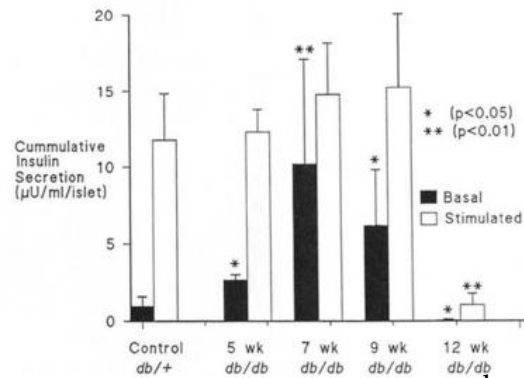 20
15
10
5
0
Cummulative
Insulin
Secretion
(µU/ml/islet)
**
*
*
*
**
* (p<0.05)
** (p<0.01)
Basal
Stimulated
Control 5 wk 7 wk 9 wk 12 wk
db/+ db/db db/db db/db db/db